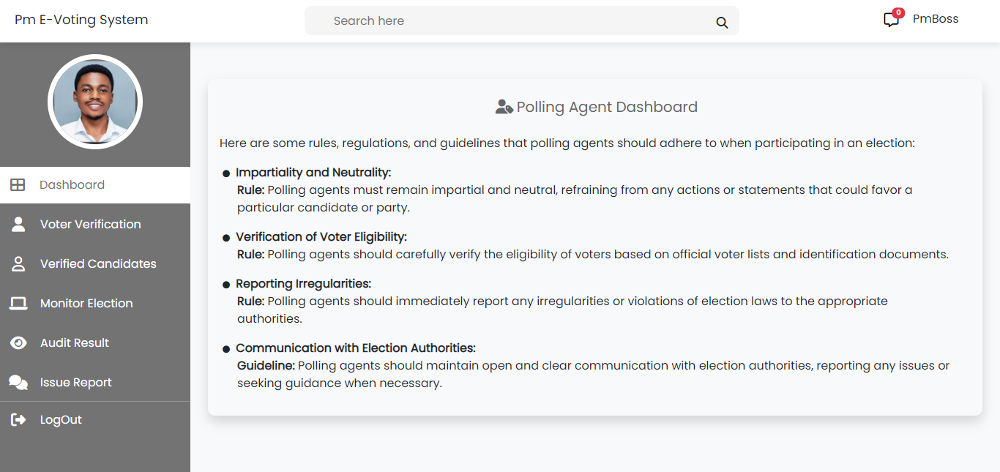 Pm E-Voting System
Search here
0
PmBoss
Dashboard
Voter Verification
Verified Candidates
Monitor Election
Audit Result
Issue Report
LogOut
Polling Agent Dashboard
Here are some rules, regulations, and guidelines that polling agents should adhere to when participating in an election:
Impartiality and Neutrality:
Rule: Polling agents must remain impartial and neutral, refraining from any actions or statements that could favor a
particular candidate or party.
Verification of Voter Eligibility:
Rule: Polling agents should carefully verify the eligibility of voters based on official voter lists and identification documents.
Reporting Irregularities:
Rule: Polling agents should immediately report any irregularities or violations of election laws to the appropriate
authorities.
Communication with Election Authorities:
Guideline: Polling agents should maintain open and clear communication with election authorities, reporting any issues or
seeking guidance when necessary.